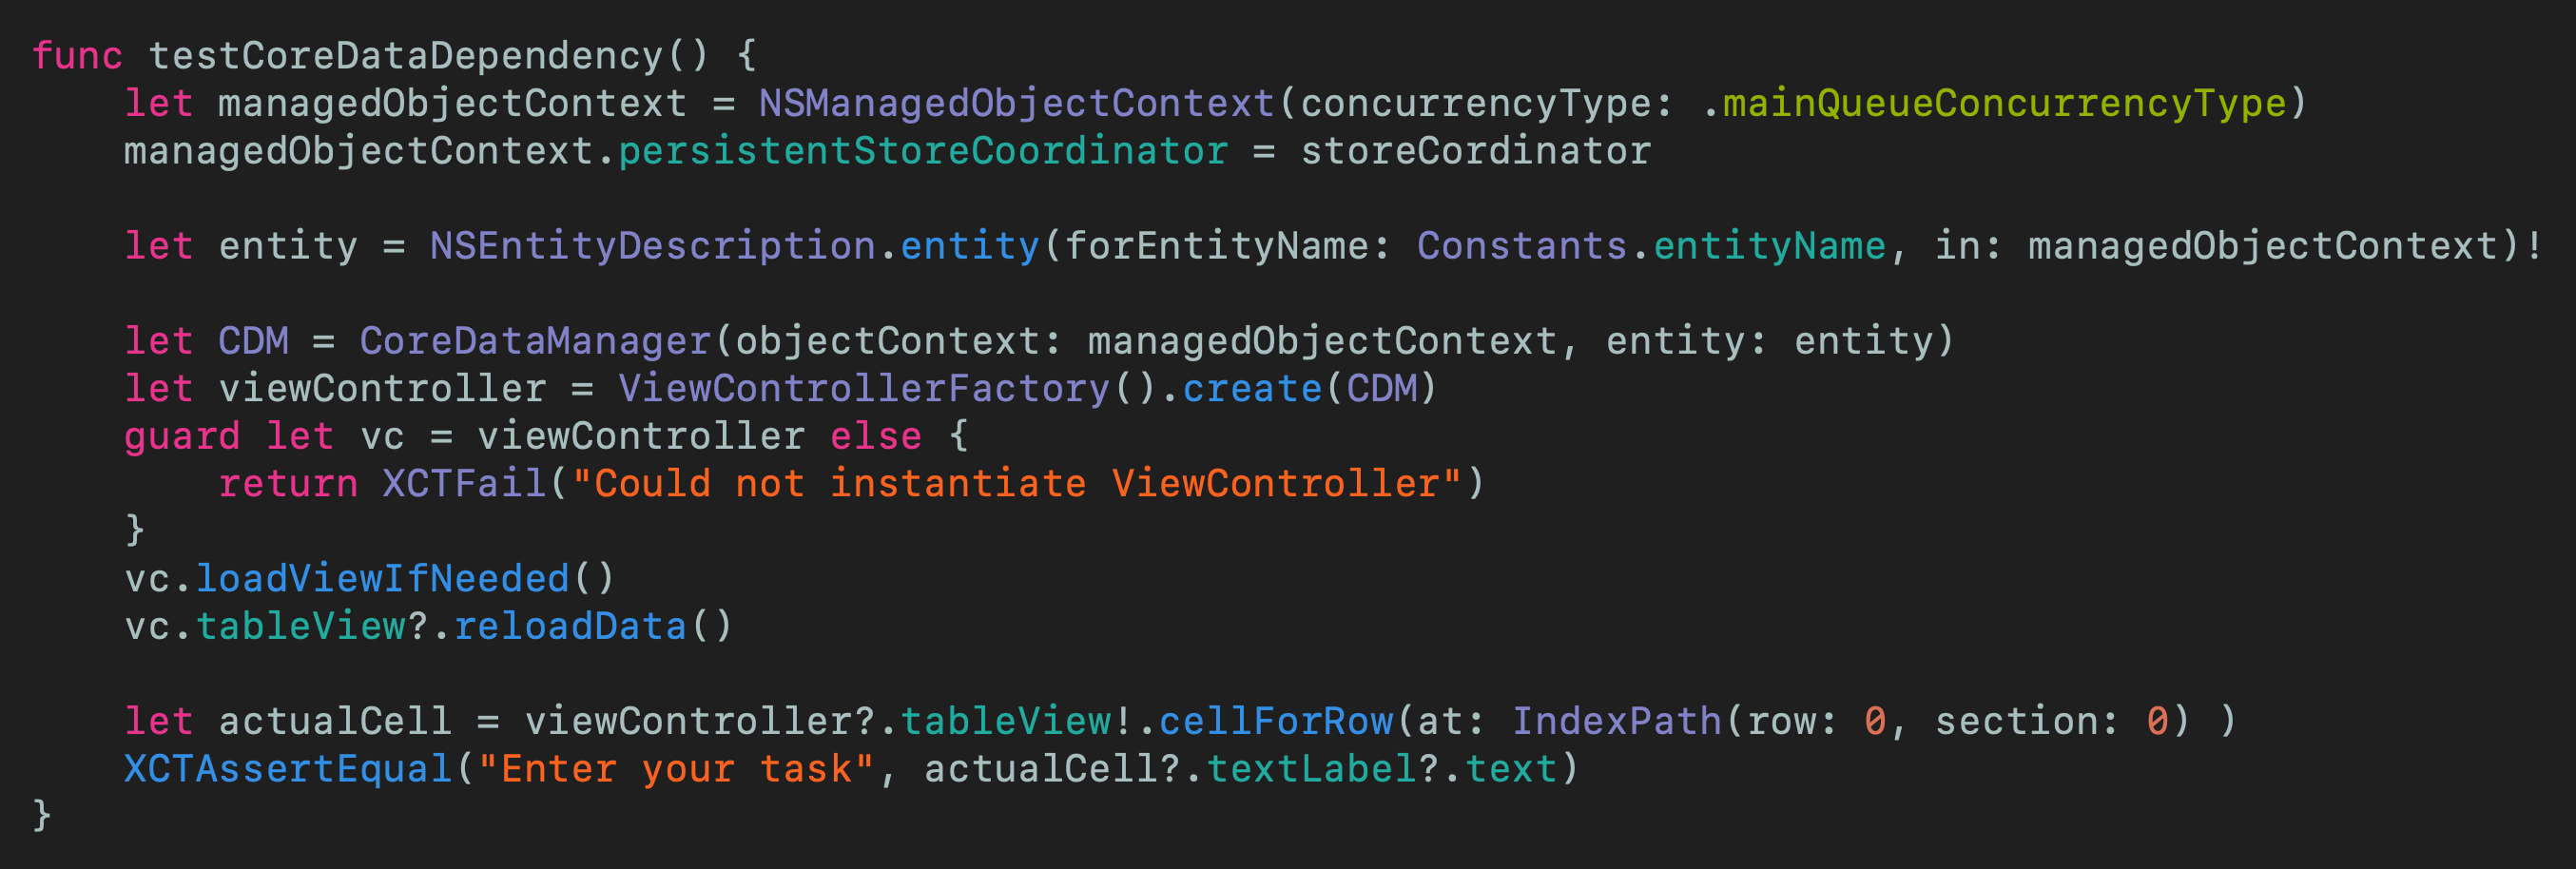 func testCoreDataDependency() {
    let managedObjectContext = NSManagedObjectContext(concurrencyType: .mainQueueConcurrencyType)
    managedObjectContext.persistentStoreCoordinator = storeCordinator
    let entity = NSEntityDescription.entity(forEntityName: Constants.entityName, in: managedObjectContext)!
    let CDM = CoreDataManager(objectContext: managedObjectContext, entity: entity)
    let viewController = ViewControllerFactory().create(CDM)
    guard let vc = viewController else {
        return XCTFail("Could not instantiate ViewController")
    }
    vc.loadViewIfNeeded()
    vc.tableView?.reloadData()
    let actualCell = viewController?.tableView!.cellForRow(at: IndexPath(row: 0, section: 0) )
    XCTAssertEqual("Enter your task", actualCell?.textLabel?.text)
}